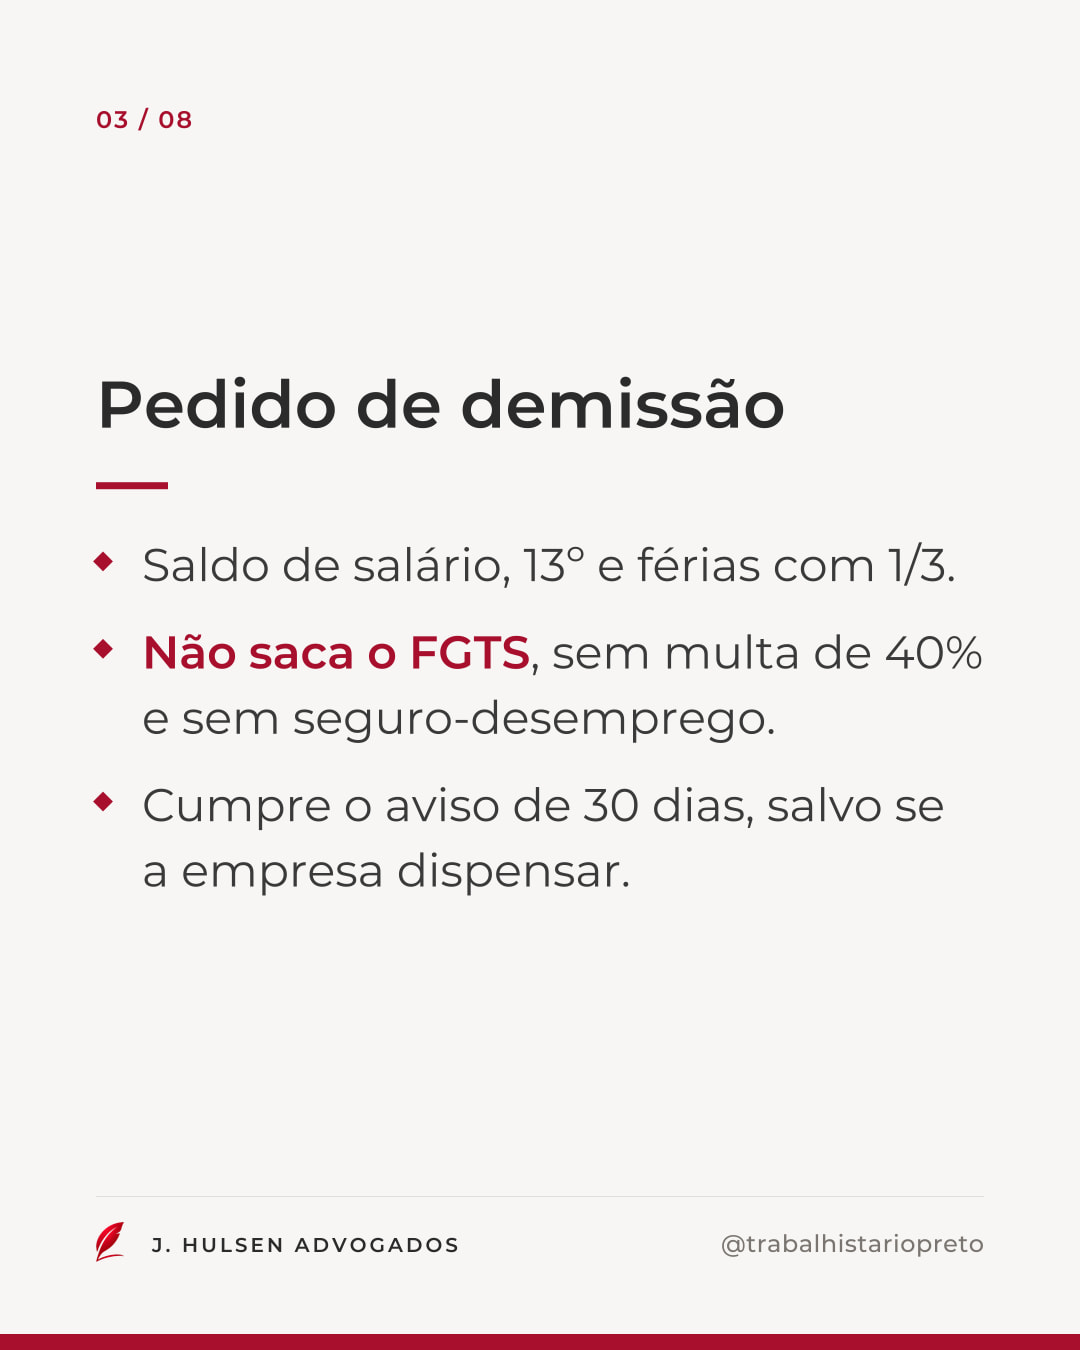 03 / 08
Pedido de demissão
Saldo de salário, 13º e férias com 1/3.
Não saca o FGTS, sem multa de 40%
e sem seguro-desemprego.
Cumpre o aviso de 30 dias, salvo se
a empresa dispensar.
J. HULSEN ADVOGADOS
@trabalhistariopreto